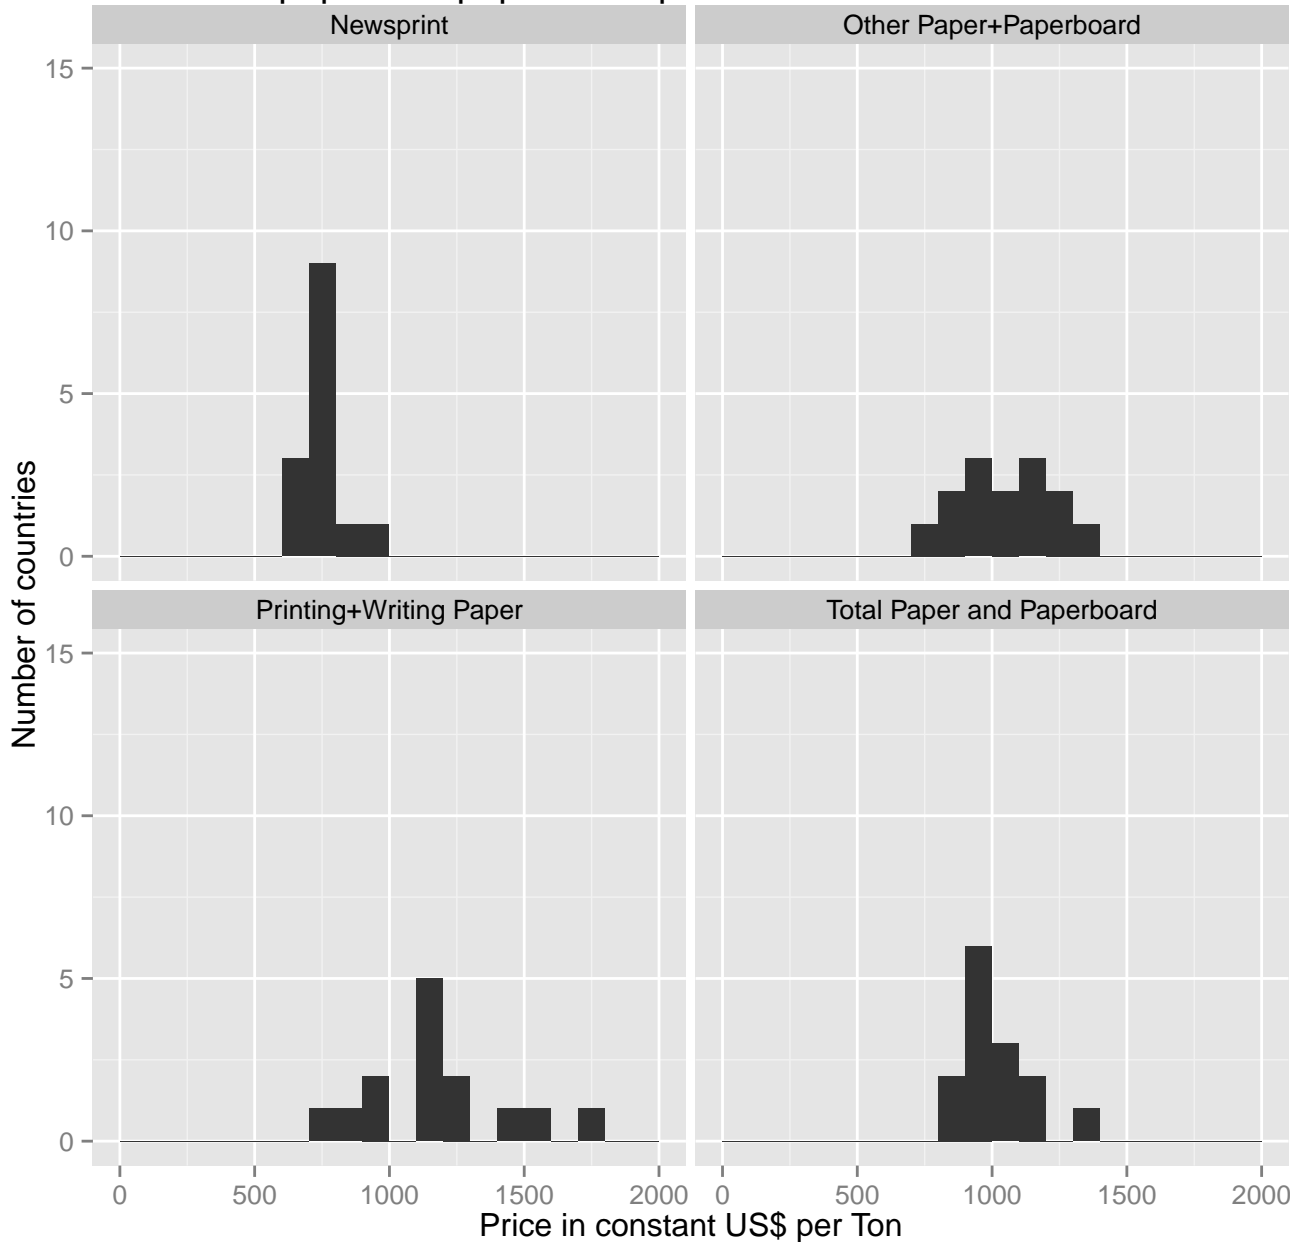 Newsprint
Other Paper+Paperboard
15
10
5
0
Printing+Writing Paper
Total Paper and Paperboard
15
10
5
0
Number of countries
0 500 1000 1500 2000
0 500 1000 1500 2000
Price in constant US$ per Ton